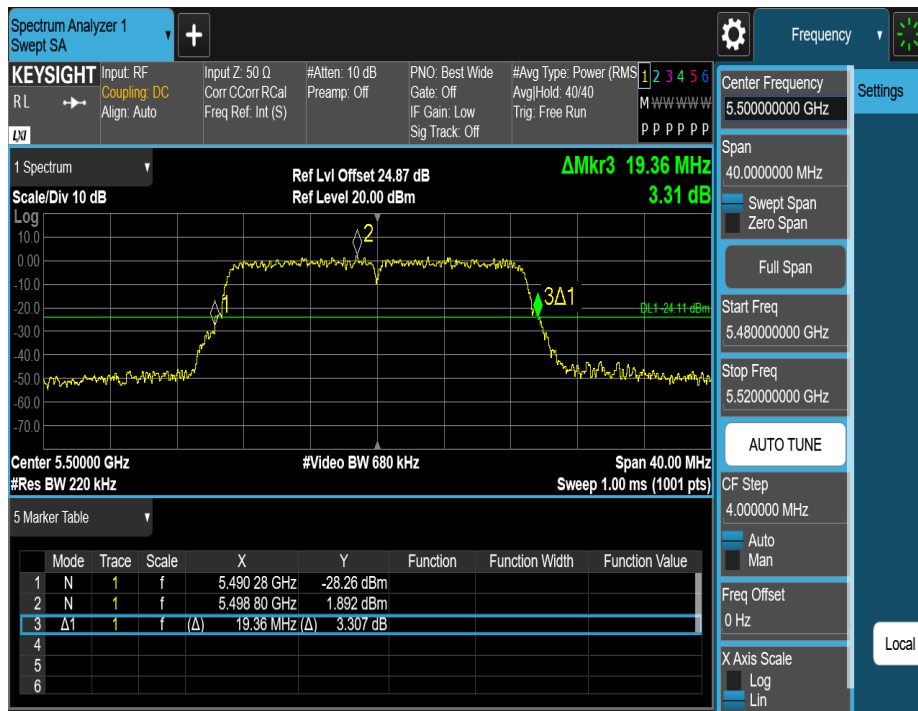 Spectrum Analyzer 1
Swept SA
+
Frequency
KEYSIGHT
RL
LXI
Input: RF
Coupling: DC
Align: Auto
Input Z: 50 Ω
Corr CCorr RCal
Freq Ref: Int (S)
#Atten: 10 dB
Preamp: Off
PNO: Best Wide
Gate: Off
IF Gain: Low
Sig Track: Off
#Avg Type: Power (RMS
Avg|Hold: 40/40
Trig: Free Run
1 2 3 4 5 6
M W W W W W
P P P P P P
1 Spectrum
Scale/Div 10 dB
Ref Lvl Offset 24.87 dB
Ref Level 20.00 dBm
ΔMkr3 19.36 MHz
3.31 dB
Log
10.0
0.00
-10.0
-20.0
-30.0
-40.0
-50.0
-60.0
-70.0
2
1
3Δ1
DL1 -24.11 dBm
Center 5.50000 GHz
#Video BW 680 kHz
Span 40.00 MHz
#Res BW 220 kHz
Sweep 1.00 ms (1001 pts)
5 Marker Table
Mode Trace Scale X Y Function Function Width Function Value
1 N 1 f 5.490 28 GHz -28.26 dBm
2 N 1 f 5.498 80 GHz 1.892 dBm
3 Δ1 1 f (Δ) 19.36 MHz (Δ) 3.307 dB
4
5
6
Center Frequency
5.500000000 GHz
Settings
Span
40.0000000 MHz
Swept Span
Zero Span
Full Span
Start Freq
5.480000000 GHz
Stop Freq
5.520000000 GHz
AUTO TUNE
CF Step
4.000000 MHz
Auto
Man
Freq Offset
0 Hz
Local
X Axis Scale
Log
Lin